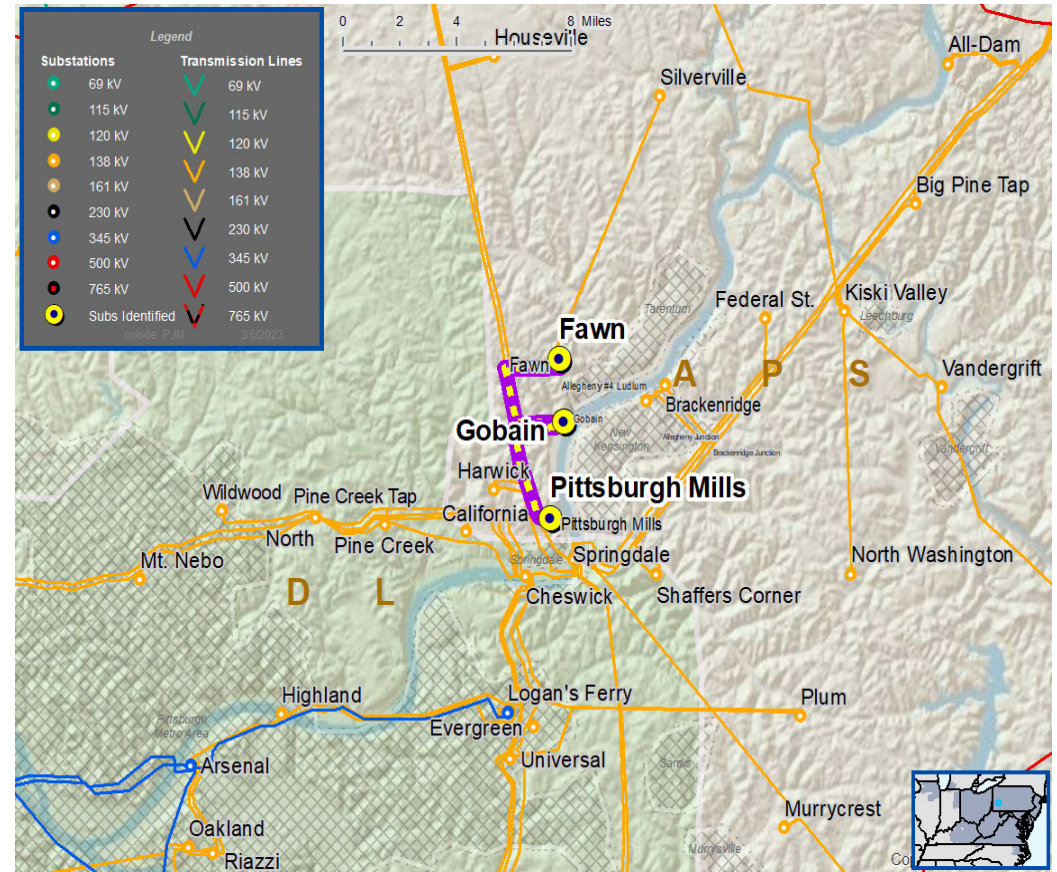 0 2 4 8 Miles
Legend
Substations Transmission Lines
69 kV 69 kV
115 kV 115 kV
120 kV 120 kV
138 kV 138 kV
161 kV 161 kV
230 kV 230 kV
345 kV 345 kV
500 kV 500 kV
765 kV 765 kV
Subs Identified
colode, PJM 3/6/2023
Houseville
All-Dam
Silverville
Big Pine Tap
Tarentum
Federal St.
Kiski Valley
Leechburg
Fawn
Fawn
Allegheny #4 Ludlum
A P S
Vandergrift
Brackenridge
Gobain
Gobain
New
Kensington
Allegheny Junction
Brackenridge Junction
Vandergrift
Harwick
Pittsburgh Mills
Wildwood
Pine Creek Tap
California
Pittsburgh Mills
North
Pine Creek
Mt. Nebo
Springdale
Springdale
North Washington
D L
Cheswick
Shaffers Corner
Highland
Logan's Ferry
Plum
Pittsburgh
Metro Area
Evergreen
Arsenal
Universal
Sardis
Oakland
Murrycrest
Riazzi
Murrysville
Co